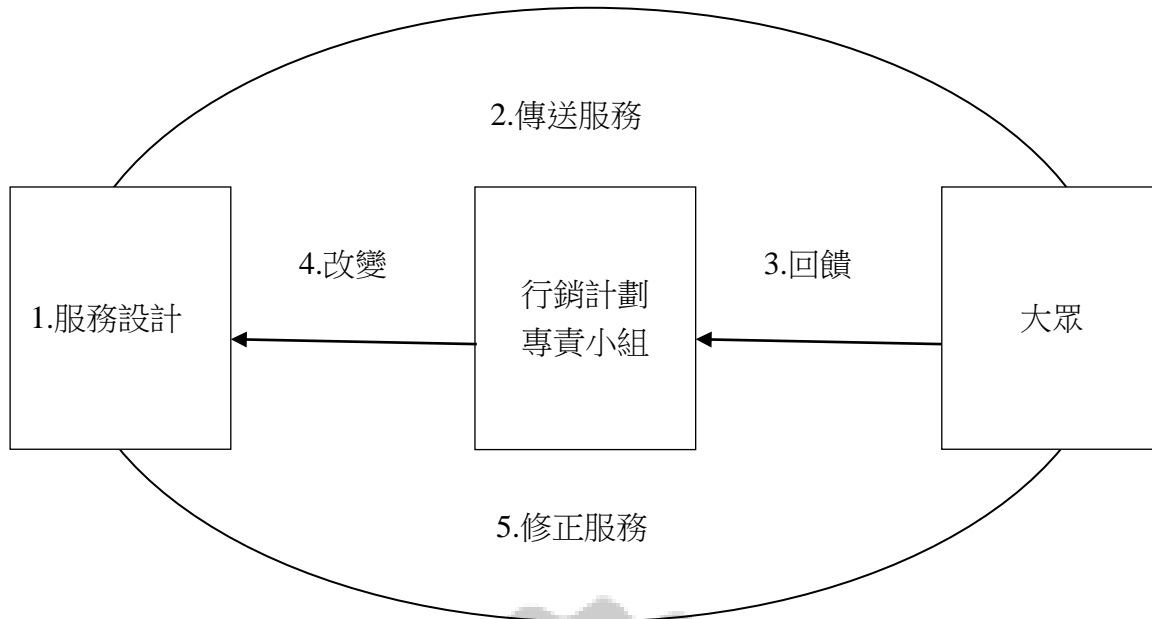 2.傳送服務
4.改變
3.回饋
1.服務設計
行銷計劃
專責小組
大眾
5.修正服務